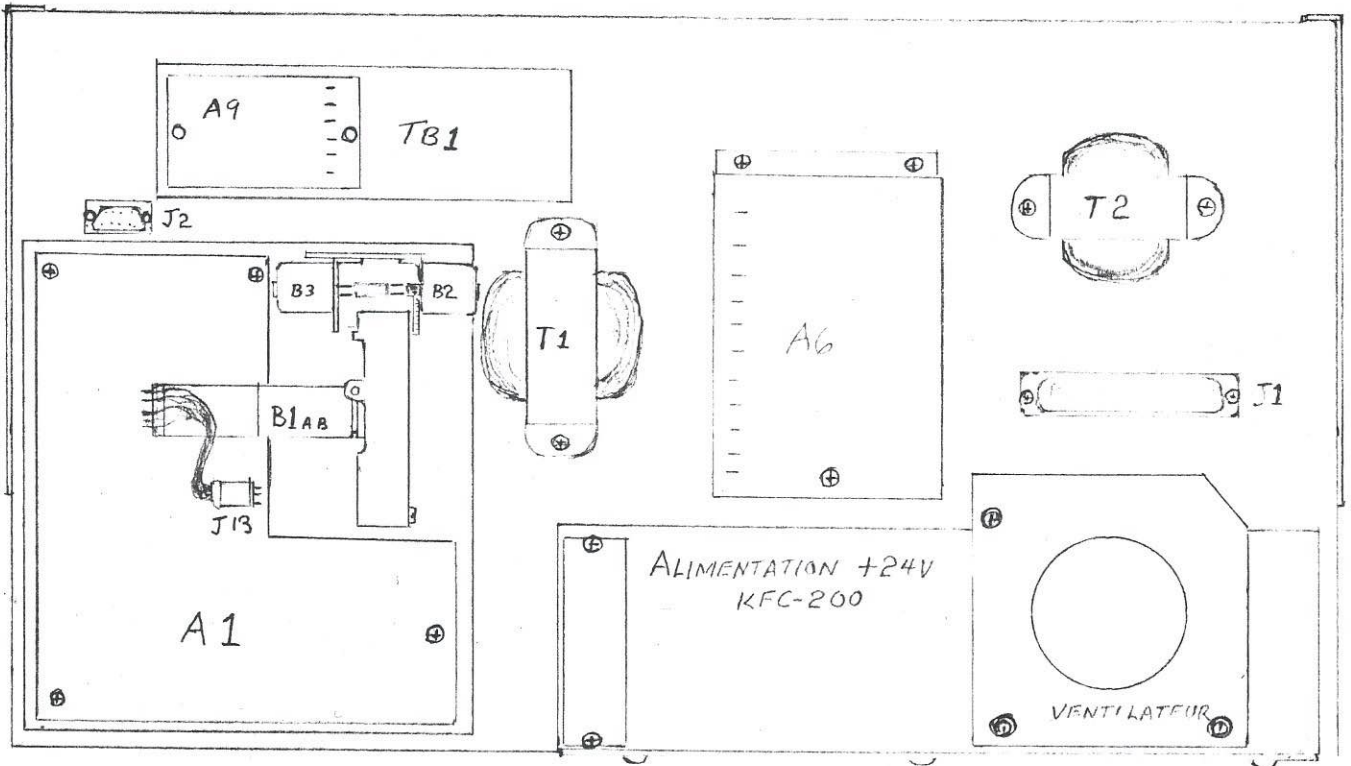 A9
TB1
J2
T2
B3
B2
T1
A6
B1AB
J1
J13
ALIMENTATION +24V
KFC-200
A1
VENTILATEUR